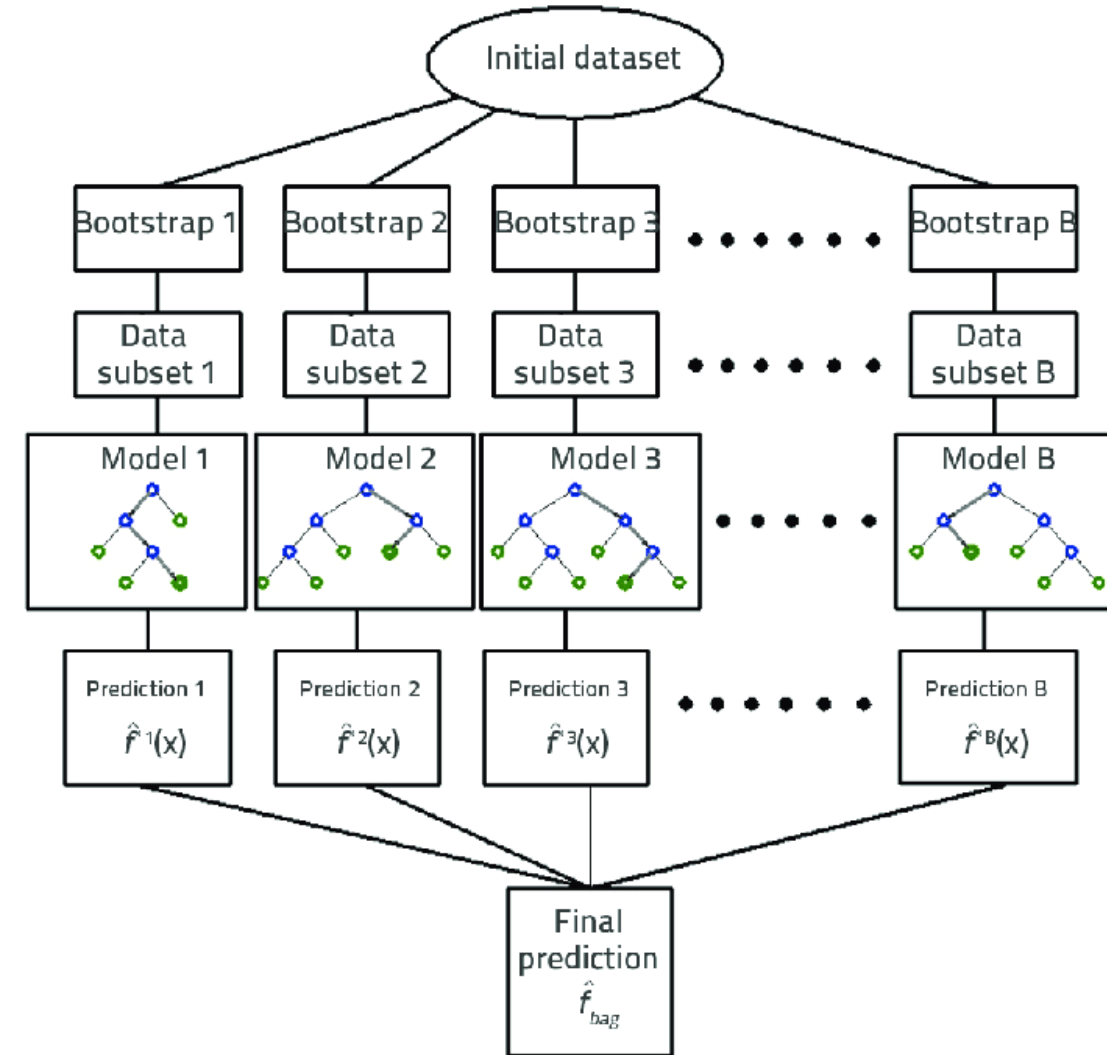 Initial dataset
Bootstrap 1
Bootstrap 2
Bootstrap 3
Bootstrap B
Data
subset 1
Data
subset 2
Data
subset 3
Data
subset B
Model 1
Model 2
Model 3
Model B
Prediction 1
f̂*1(x)
Prediction 2
f̂*2(x)
Prediction 3
f̂*3(x)
Prediction B
f̂*B(x)
Final
prediction
f̂bag